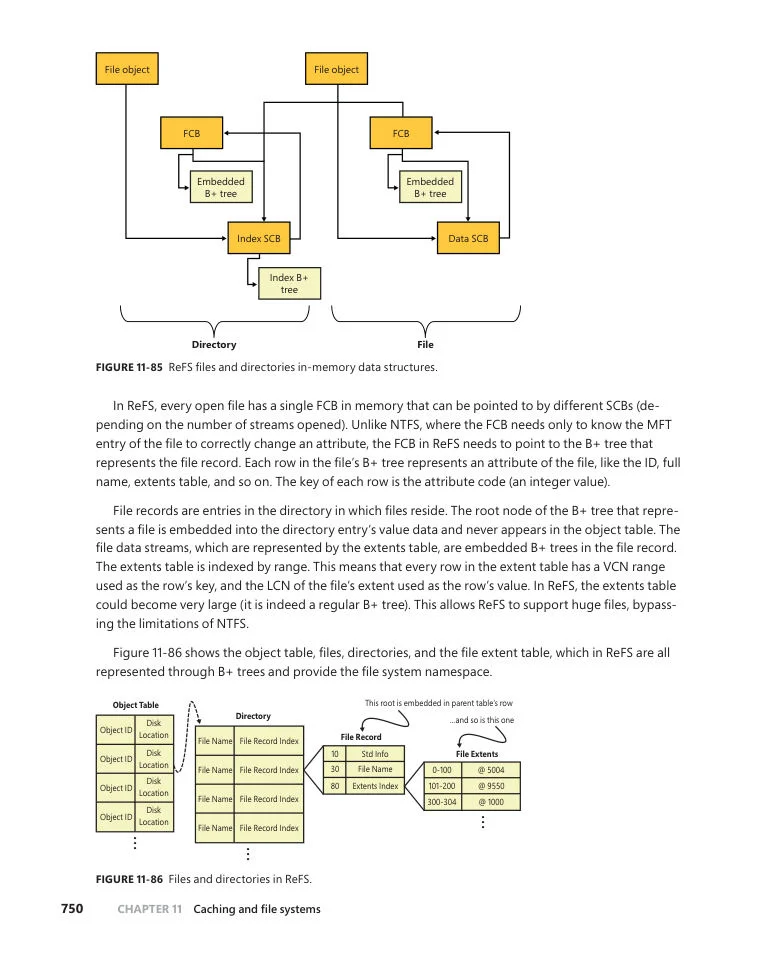 File object
File object
FCB
FCB
Embedded
B+ tree
Embedded
B+ tree
Index SCB
Data SCB
Index B+
tree
Directory
File
FIGURE 11-85 ReFS files and directories in-memory data structures.
In ReFS, every open file has a single FCB in memory that can be pointed to by different SCBs (de-
pending on the number of streams opened). Unlike NTFS, where the FCB needs only to know the MFT
entry of the file to correctly change an attribute, the FCB in ReFS needs to point to the B+ tree that
represents the file record. Each row in the file’s B+ tree represents an attribute of the file, like the ID, full
name, extents table, and so on. The key of each row is the attribute code (an integer value).
File records are entries in the directory in which files reside. The root node of the B+ tree that repre-
sents a file is embedded into the directory entry’s value data and never appears in the object table. The
file data streams, which are represented by the extents table, are embedded B+ trees in the file record.
The extents table is indexed by range. This means that every row in the extent table has a VCN range
used as the row’s key, and the LCN of the file’s extent used as the row’s value. In ReFS, the extents table
could become very large (it is indeed a regular B+ tree). This allows ReFS to support huge files, bypass-
ing the limitations of NTFS.
Figure 11-86 shows the object table, files, directories, and the file extent table, which in ReFS are all
represented through B+ trees and provide the file system namespace.
Object Table
Object ID
Disk
Location
Object ID
Disk
Location
Object ID
Disk
Location
Object ID
Disk
Location
Directory
File Name File Record Index
File Name File Record Index
File Name File Record Index
File Name File Record Index
This root is embedded in parent table's row
...and so is this one
File Record
10 Std Info
30 File Name
80 Extents Index
File Extents
0-100 @ 5004
101-200 @ 9550
300-304 @ 1000
FIGURE 11-86 Files and directories in ReFS.
750 CHAPTER 11 Caching and file systems